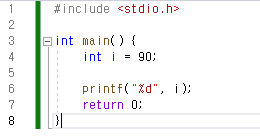 1 #include <stdio.h>
2
3 int main() {
4 int i = 90;
5
6 printf("%d", i);
7 return 0;
8 }